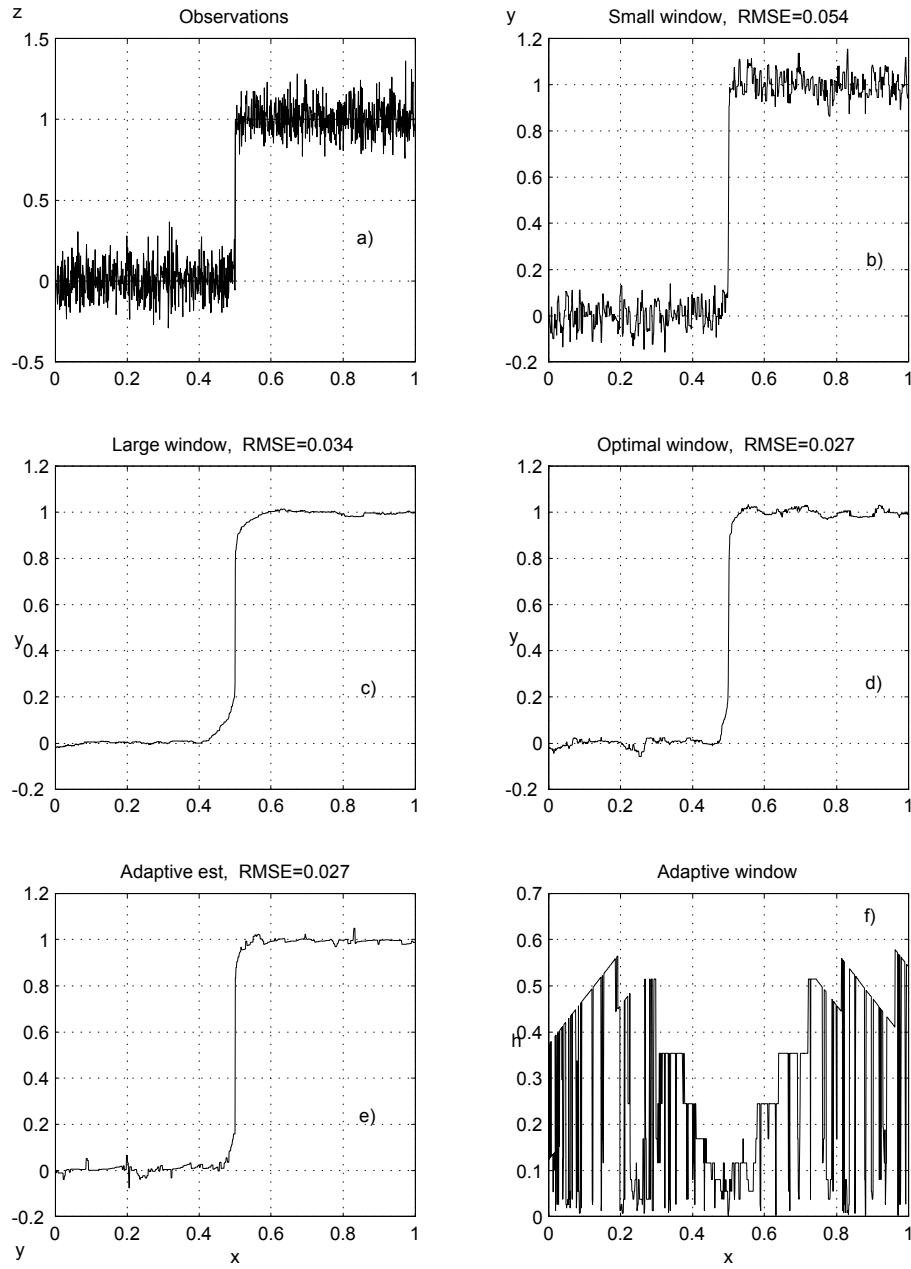 z
Observations
1.5
1
0.5
0
-0.5
0 0.2 0.4 0.6 0.8 1
a)
y
Small window, RMSE=0.054
1.2
1
0.8
0.6
0.4
0.2
0
-0.2
0 0.2 0.4 0.6 0.8 1
b)
Large window, RMSE=0.034
1.2
1
0.8
0.6
y
0.4
0.2
0
-0.2
0 0.2 0.4 0.6 0.8 1
c)
Optimal window, RMSE=0.027
1.2
1
0.8
0.6
y
0.4
0.2
0
-0.2
0 0.2 0.4 0.6 0.8 1
d)
Adaptive est, RMSE=0.027
1.2
1
0.8
0.6
0.4
0.2
0
-0.2
0 0.2 0.4 0.6 0.8 1
e)
y
x
Adaptive window
0.7
0.6
0.5
0.4
h
0.3
0.2
0.1
0
0 0.2 0.4 0.6 0.8 1
f)
x